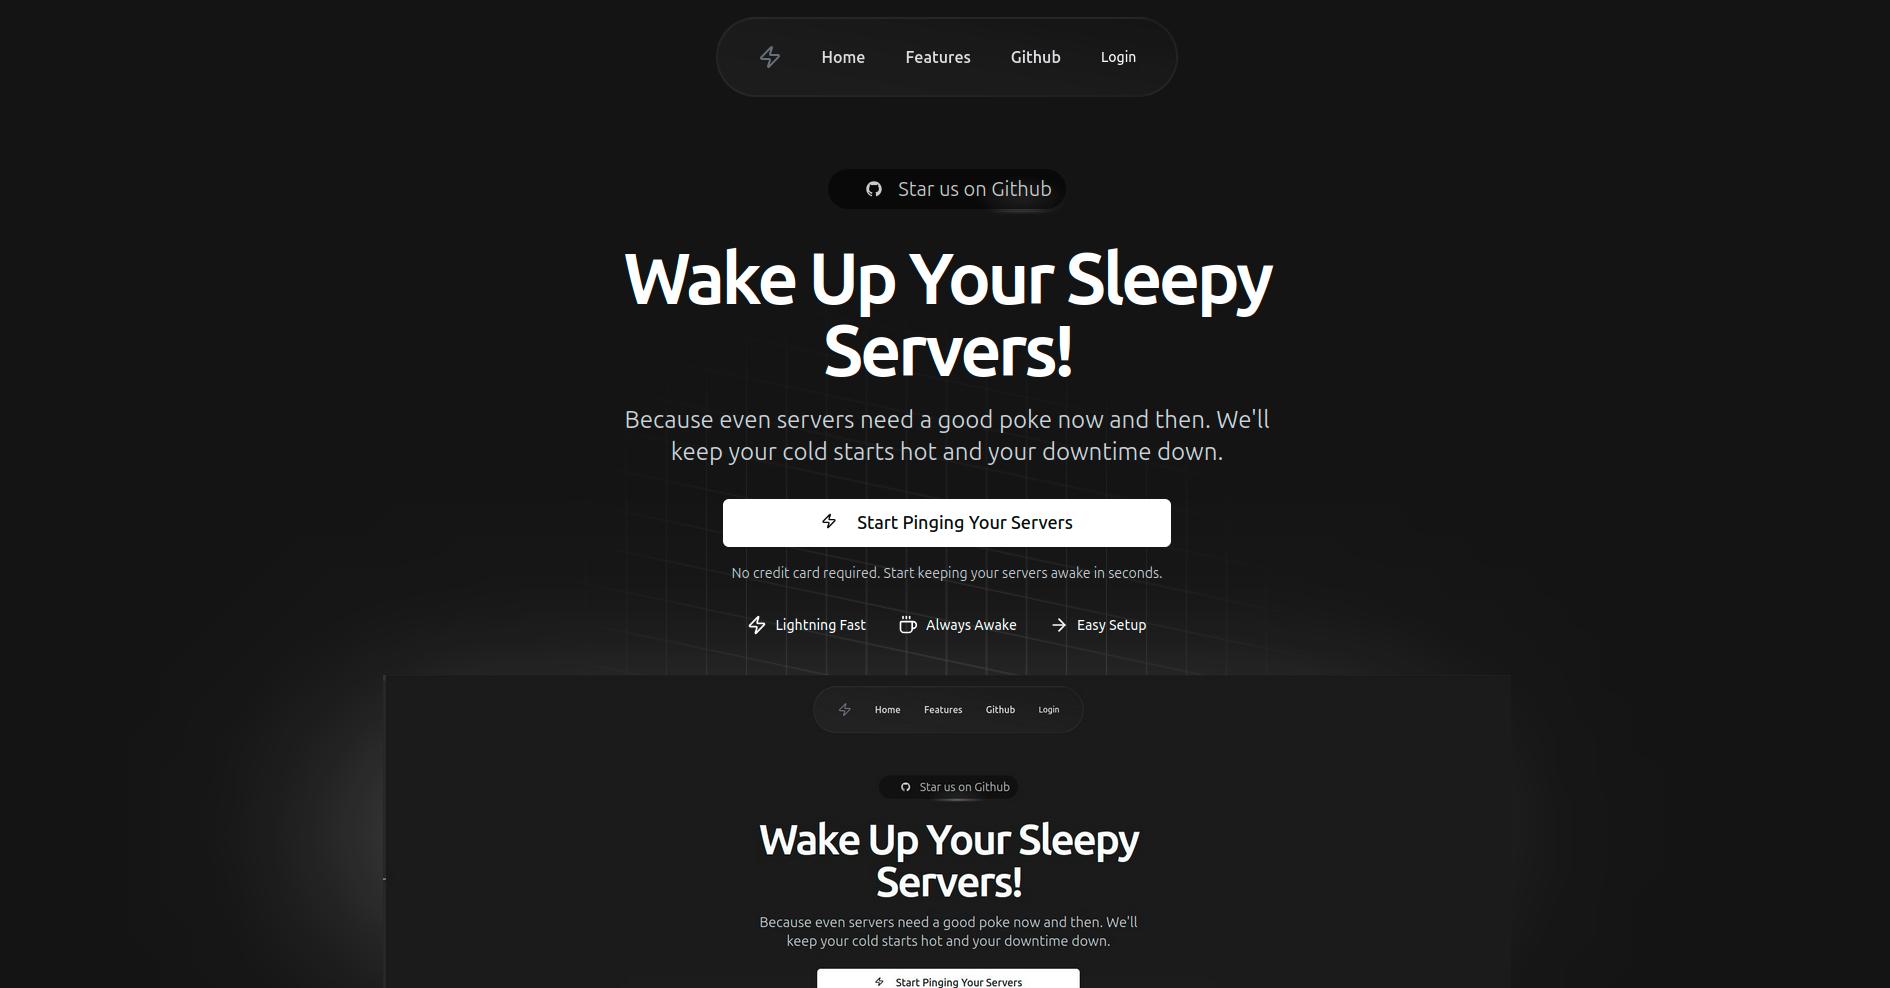 Home Features Github Login
Star us on Github
Wake Up Your Sleepy
Servers!
Because even servers need a good poke now and then. We'll
keep your cold starts hot and your downtime down.
Start Pinging Your Servers
No credit card required. Start keeping your servers awake in seconds.
Lightning Fast Always Awake Easy Setup
Home Features Github Login
Star us on Github
Wake Up Your Sleepy
Servers!
Because even servers need a good poke now and then. We'll
keep your cold starts hot and your downtime down.
Start Pinging Your Servers